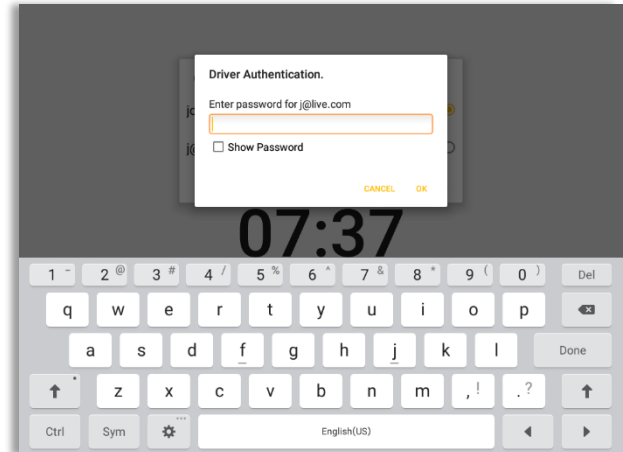 Driver Authentication.
Enter password for j@live.com
Show Password
CANCEL OK
07:37
1 - 2 @ 3 # 4 / 5 % 6 ^ 7 & 8 * 9 ( 0 ) Del
q w e r t y u i o p
a s d f g h j k l Done
z x c v b n m , ! . ?
Ctrl Sym English(US)